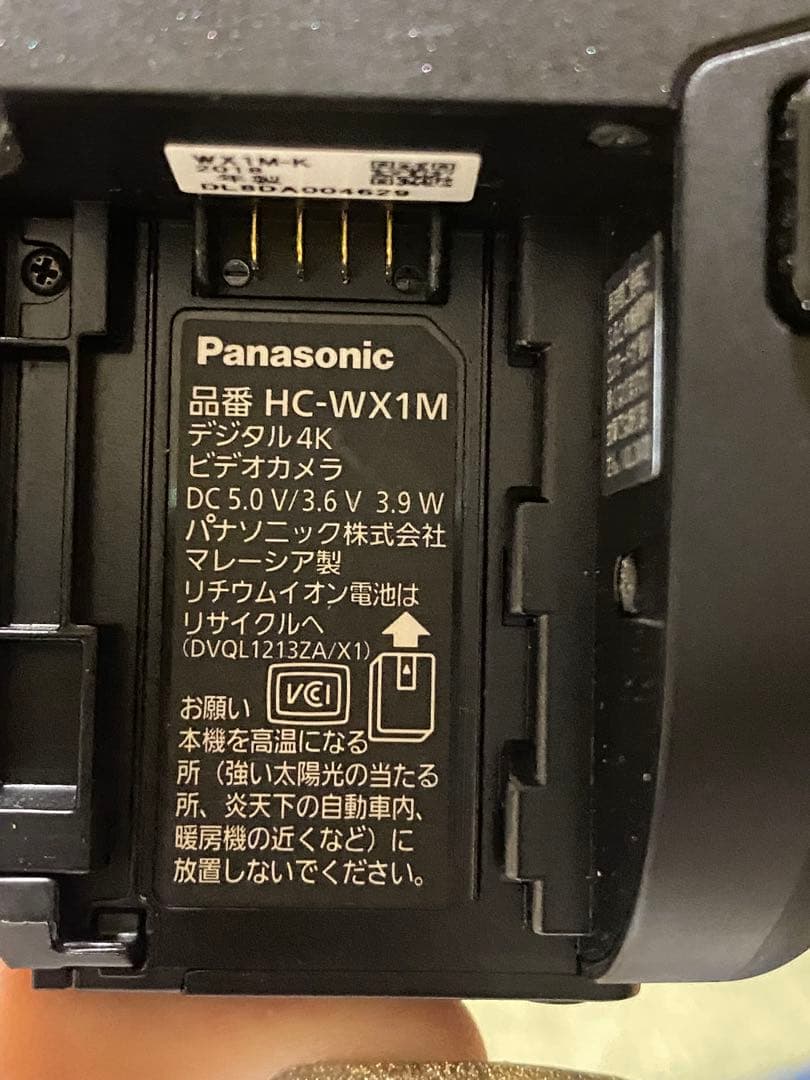 WX1M-K
2018
年製
DL8DA004629
Panasonic
品番 HC-WX1M
デジタル4K
ビデオカメラ
DC 5.0 V/3.6 V 3.9 W
パナソニック株式会社
マレーシア製
リチウムイオン電池は
リサイクルへ
(DVQL1213ZA/X1)
VCI
お願い
本機を高温になる
所（強い太陽光の当たる
所、炎天下の自動車内、
暖房機の近くなど）に
放置しないでください。